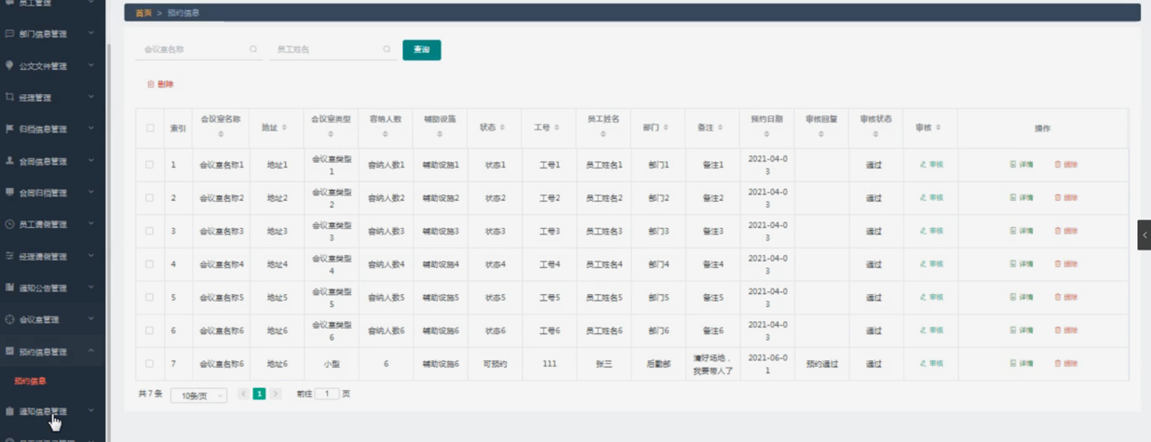 员工管理
部门信息管理
公文文件管理
经理管理
归档信息管理
合同信息管理
合同归档管理
员工请假管理
经理请假管理
通知公告管理
会议室管理
预约信息管理
预约信息
通知信息管理
首页 > 预约信息
会议室名称 员工姓名 查询
删除
索引 会议室名称 地址 会议室类型 容纳人数 辅助设施 状态 工号 员工姓名 部门 备注 预约日期 审核回复 审核状态 审核 操作
1 会议室名称1 地址1 会议室类型1 容纳人数1 辅助设施1 状态1 工号1 员工姓名1 部门1 备注1 2021-04-03 通过 审核 详情 删除
2 会议室名称2 地址2 会议室类型2 容纳人数2 辅助设施2 状态2 工号2 员工姓名2 部门2 备注2 2021-04-03 通过 审核 详情 删除
3 会议室名称3 地址3 会议室类型3 容纳人数3 辅助设施3 状态3 工号3 员工姓名3 部门3 备注3 2021-04-03 通过 审核 详情 删除
4 会议室名称4 地址4 会议室类型4 容纳人数4 辅助设施4 状态4 工号4 员工姓名4 部门4 备注4 2021-04-03 通过 审核 详情 删除
5 会议室名称5 地址5 会议室类型5 容纳人数5 辅助设施5 状态5 工号5 员工姓名5 部门5 备注5 2021-04-03 通过 审核 详情 删除
6 会议室名称6 地址6 会议室类型6 容纳人数6 辅助设施6 状态6 工号6 员工姓名6 部门6 备注6 2021-04-03 通过 审核 详情 删除
7 会议室名称6 地址6 小型 6 辅助设施6 可预约 111 张三 后勤部 清好场地，我要带人了 2021-06-01 预约通过 通过 审核 详情 删除
共7条 10条/页 < 1 > 前往 1 页